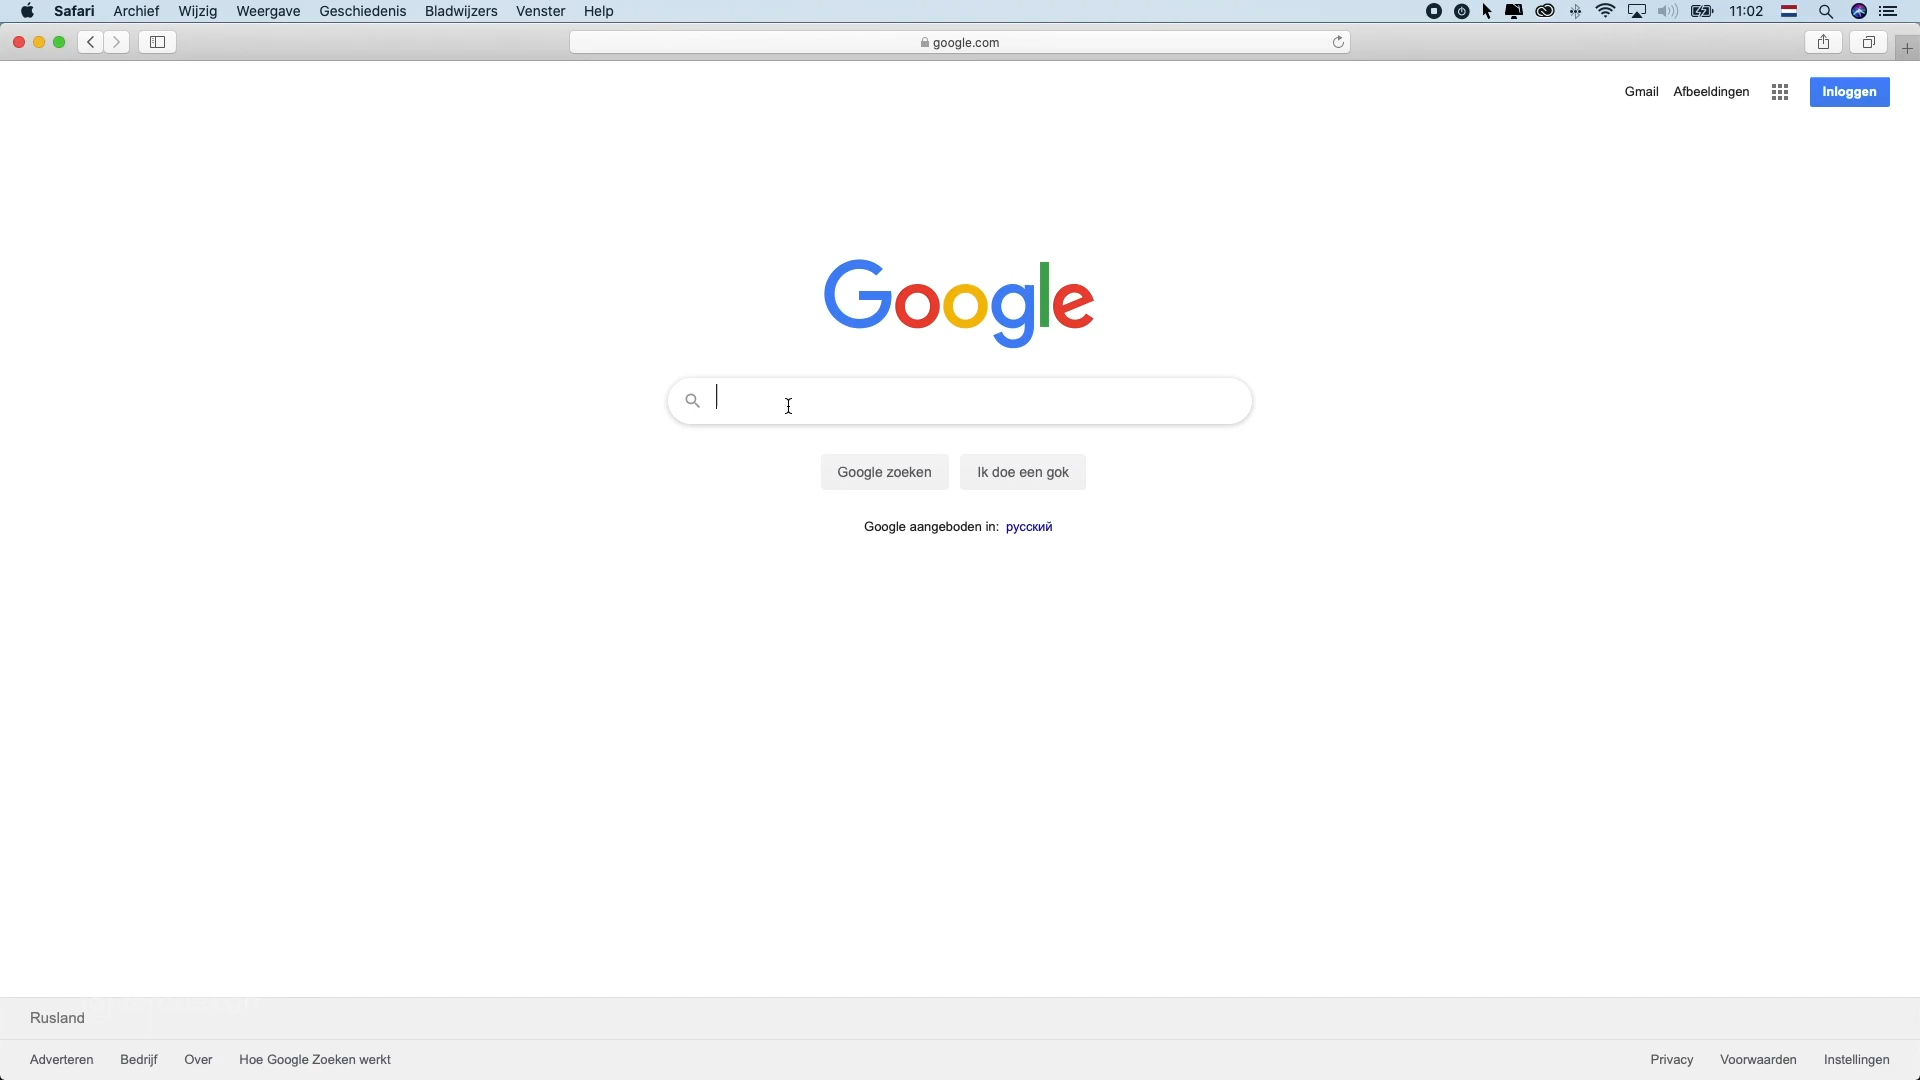 Safari Archief Wijzig Weergave Geschiedenis Bladwijzers Venster Help 11:02
google.com
Gmail Afbeeldingen Inloggen
Google
Google zoeken Ik doe een gok
Google aangeboden in: русский
Rusland
Adverteren Bedrijf Over Hoe Google Zoeken werkt Privacy Voorwaarden Instellingen